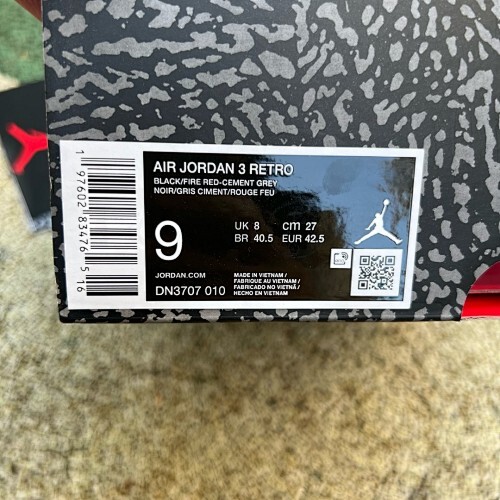 AIR JORDAN 3 RETRO
BLACK/FIRE RED-CEMENT GREY
NOIR/GRIS CIMENT/ROUGE FEU
9
UK 8 cm 27
BR 40.5 EUR 42.5
JORDAN.COM
DN3707 010
MADE IN VIETNAM /
FABRIQUÉ AU VIETNAM /
FABRICADO NO VIETNÃ /
HECHO EN VIETNAM
1 97602 83476 5 16